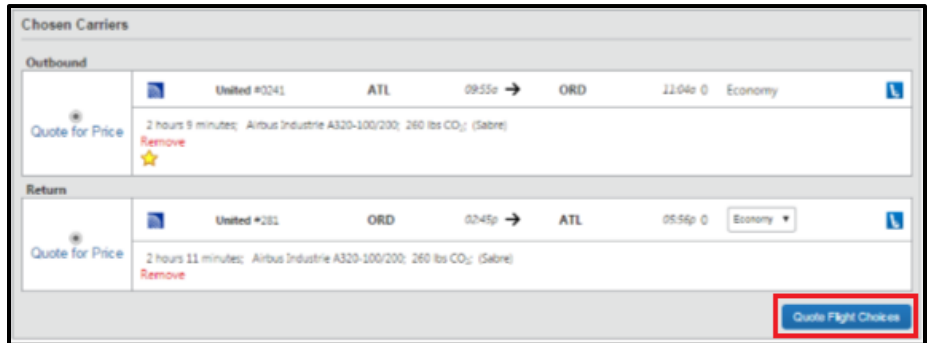 Chosen Carriers
Outbound
United #0241 ATL 09:55a → ORD 11:04a 0 Economy
Quote for Price
2 hours 9 minutes; Airbus Industrie A320-100/200; 260 lbs CO₂; (Sabre)
Remove
Return
United #281 ORD 02:45p → ATL 05:56p 0 Economy ▼
Quote for Price
2 hours 11 minutes; Airbus Industrie A320-100/200; 260 lbs CO₂; (Sabre)
Remove
Quote Flight Choices